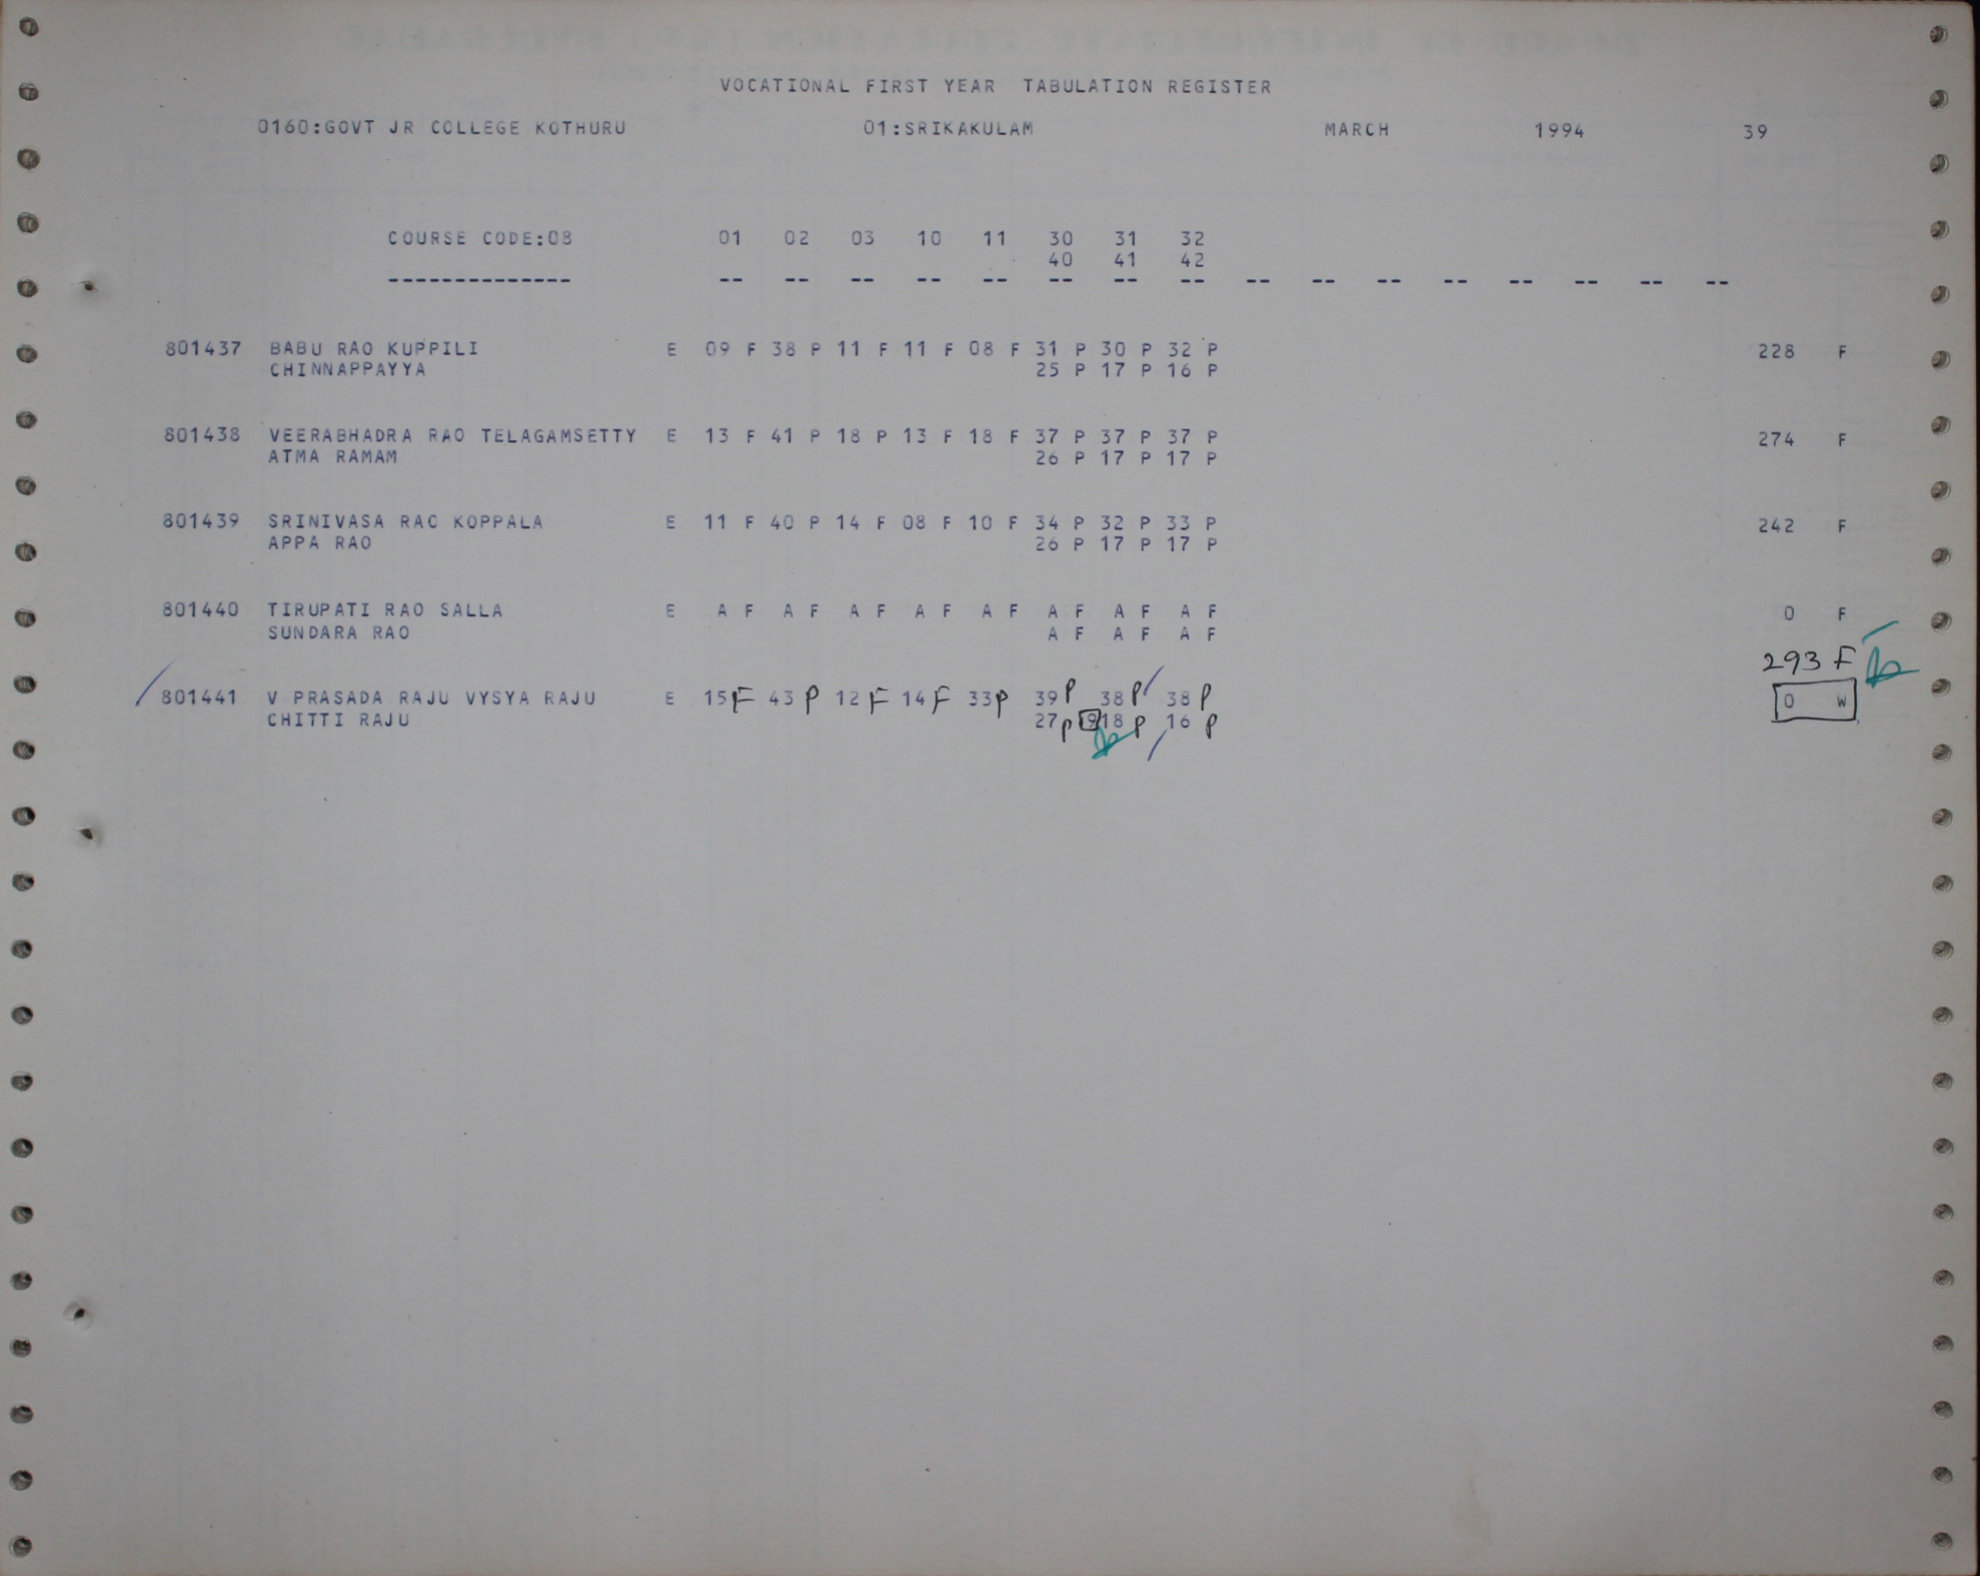 VOCATIONAL FIRST YEAR TABULATION REGISTER
0160:GOVT JR COLLEGE KOTHURU 01:SRIKAKULAM MARCH 1994 39
COURSE CODE:08 01 02 03 10 11 30 31 32
40 41 42
-------------- -- -- -- -- -- -- -- -- -- -- -- -- -- -- -- --
801437 BABU RAO KUPPILI E 09 F 38 P 11 F 11 F 08 F 31 P 30 P 32 P 228 F
CHINNAPPAYYA 25 P 17 P 16 P
801438 VEERABHADRA RAO TELAGAMSETTY E 13 F 41 P 18 P 13 F 18 F 37 P 37 P 37 P 274 F
ATMA RAMAM 26 P 17 P 17 P
801439 SRINIVASA RAO KOPPALA E 11 F 40 P 14 F 08 F 10 F 34 P 32 P 33 P 242 F
APPA RAO 26 P 17 P 17 P
801440 TIRUPATI RAO SALLA E A F A F A F A F A F A F A F A F 0 F
SUNDARA RAO A F A F A F
293 F
801441 V PRASADA RAJU VYSYA RAJU E 15 F 43 P 12 F 14 F 33 P 39 P 38 P 38 P 0 W
CHITTI RAJU 27 P 18 P 16 P